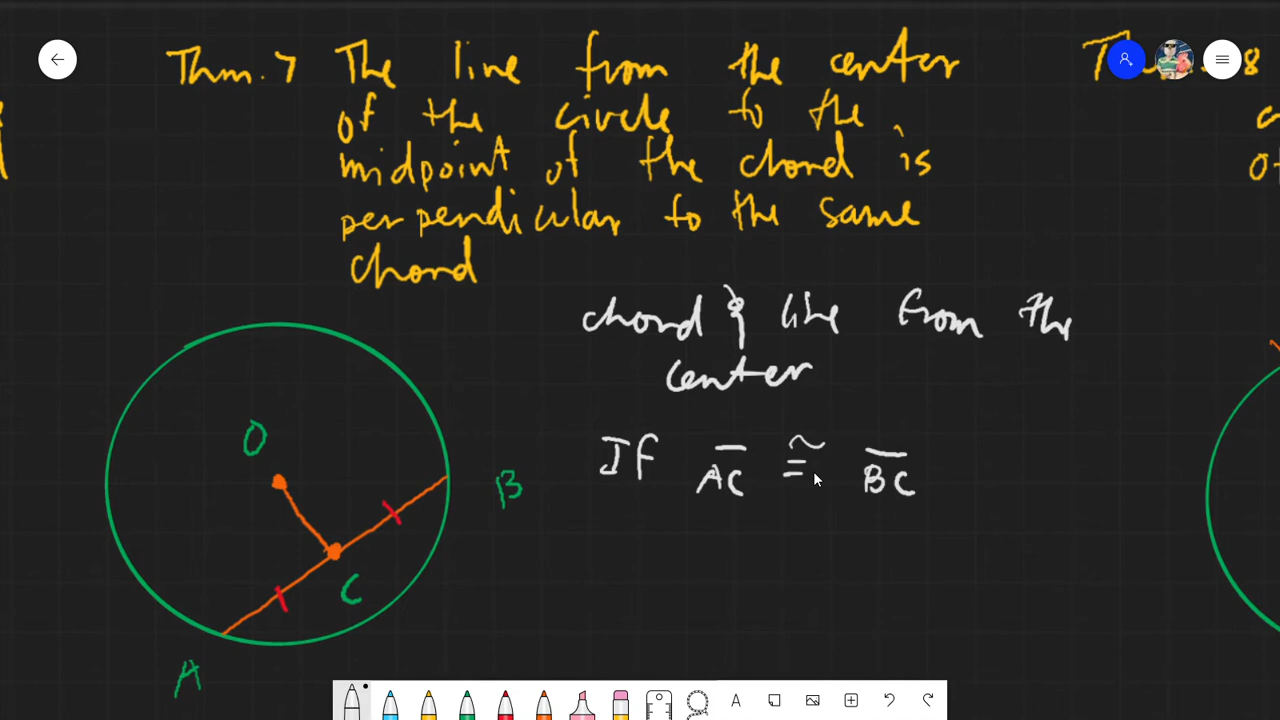 Thm. 7 The line from the center
of the circle to the
midpoint of the chord is
perpendicular to the same
chord
8
chord & line from the
center
If AC ≅ BC
O
B
C
A
A